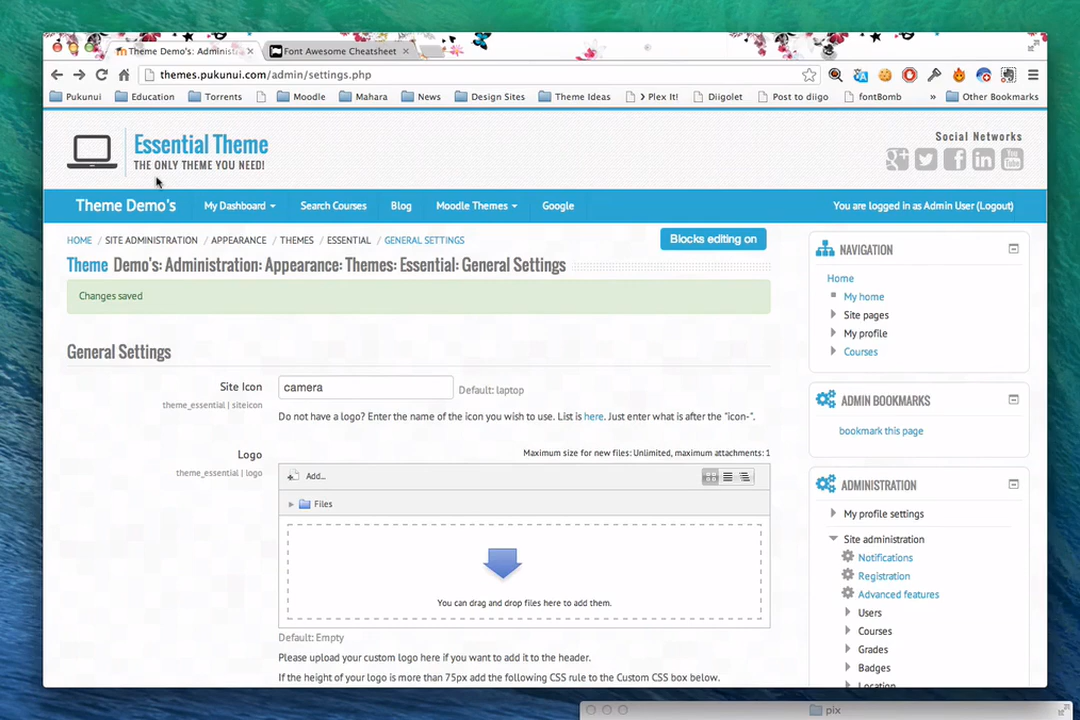 Theme Demo's: Administra
Font Awesome Cheatsheet
themes.pukunui.com/admin/settings.php
Pukunui
Education
Torrents
Moodle
Mahara
News
Design Sites
Theme Ideas
> Plex It!
Diigolet
Post to diigo
fontBomb
»
Other Bookmarks
Essential Theme
THE ONLY THEME YOU NEED!
Social Networks
You Tube
Theme Demo's
My Dashboard
Search Courses
Blog
Moodle Themes
Google
You are logged in as Admin User (Logout)
HOME / SITE ADMINISTRATION / APPEARANCE / THEMES / ESSENTIAL / GENERAL SETTINGS
Blocks editing on
Theme Demo's: Administration: Appearance: Themes: Essential: General Settings
Changes saved
General Settings
Site Icon
theme_essential | siteicon
camera
Default: laptop
Do not have a logo? Enter the name of the icon you wish to use. List is here. Just enter what is after the "icon-".
Logo
theme_essential | logo
Maximum size for new files: Unlimited, maximum attachments: 1
Add...
Files
You can drag and drop files here to add them.
Default: Empty
Please upload your custom logo here if you want to add it to the header.
If the height of your logo is more than 75px add the following CSS rule to the Custom CSS box below.
NAVIGATION
Home
My home
Site pages
My profile
Courses
ADMIN BOOKMARKS
bookmark this page
ADMINISTRATION
My profile settings
Site administration
Notifications
Registration
Advanced features
Users
Courses
Grades
Badges
Location
pix